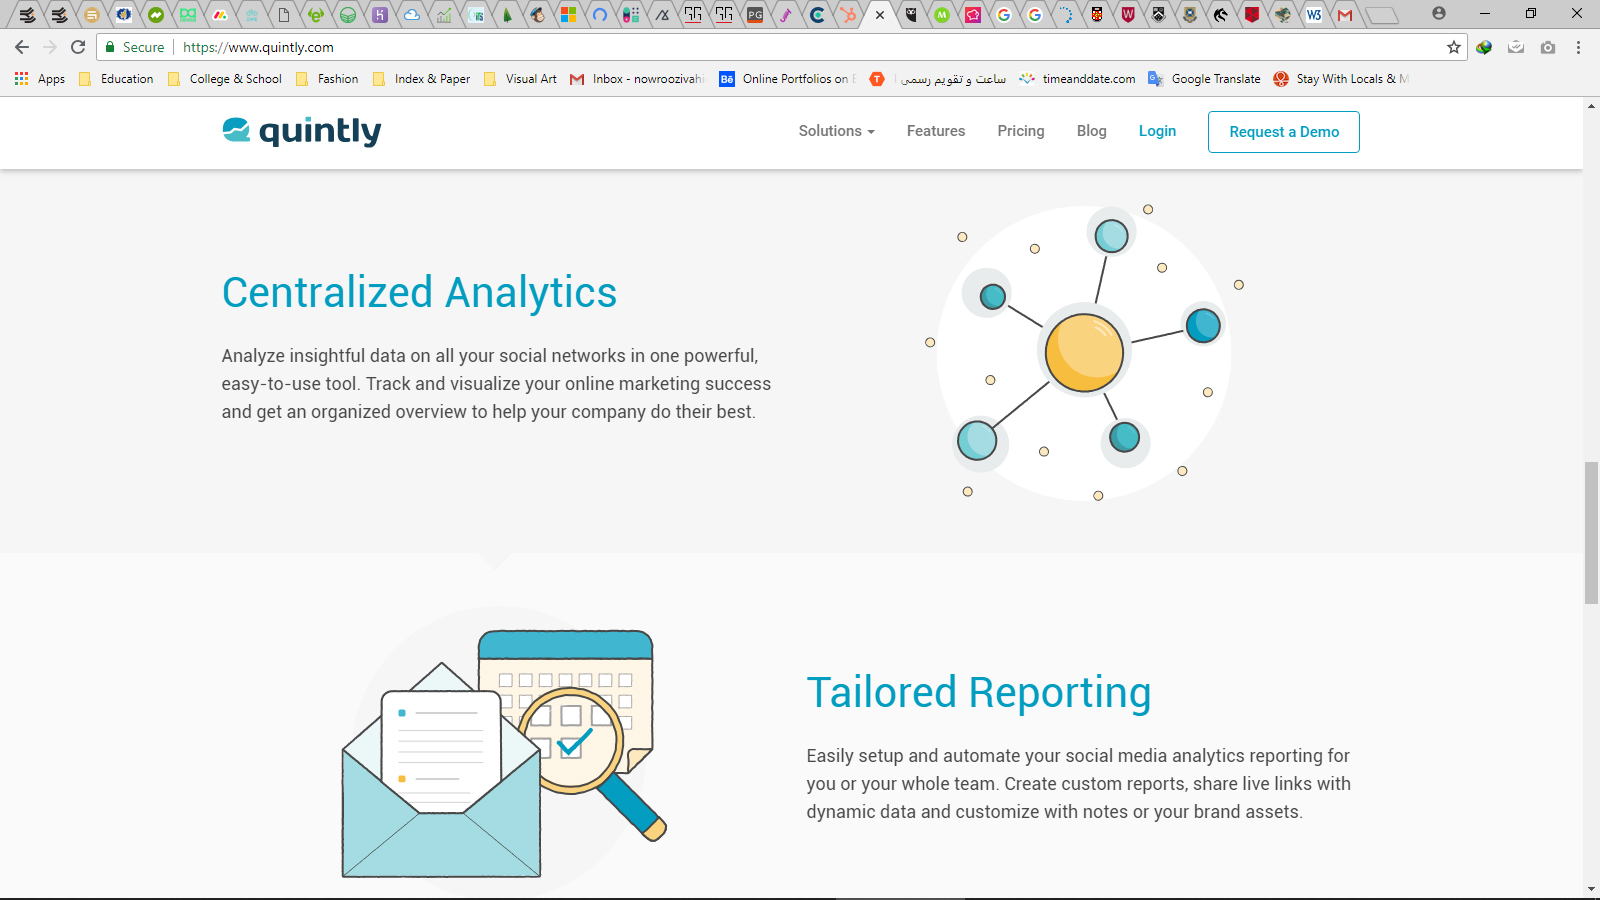 Secure https://www.quintly.com
Apps Education College & School Fashion Index & Paper Visual Art Inbox - nowroozivahi Online Portfolios on ساعت و تقویم رسمی timeanddate.com Google Translate Stay With Locals & M
quintly
Solutions Features Pricing Blog Login Request a Demo
Centralized Analytics
Analyze insightful data on all your social networks in one powerful,
easy-to-use tool. Track and visualize your online marketing success
and get an organized overview to help your company do their best.
Tailored Reporting
Easily setup and automate your social media analytics reporting for
you or your whole team. Create custom reports, share live links with
dynamic data and customize with notes or your brand assets.